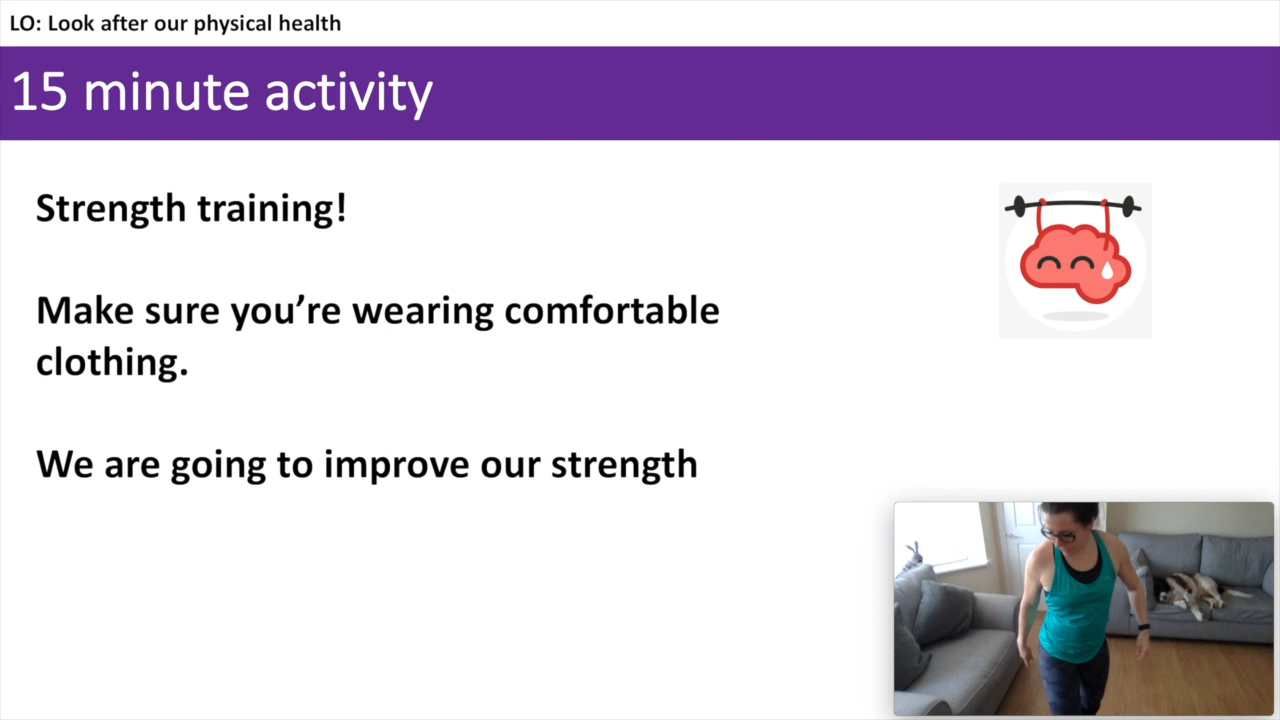 LO: Look after our physical health
15 minute activity
Strength training!
Make sure you’re wearing comfortable
clothing.
We are going to improve our strength